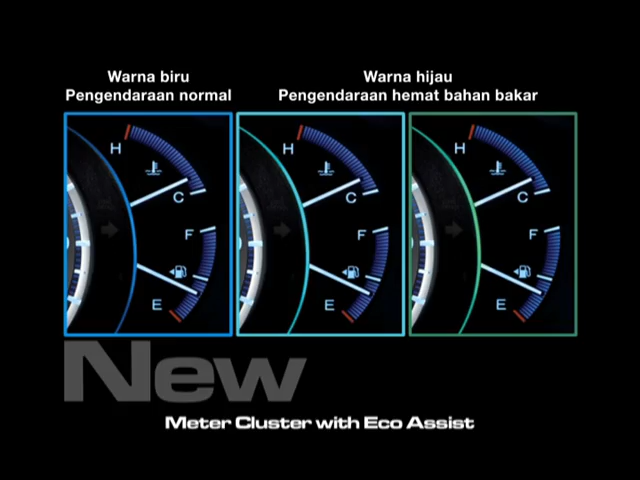 Warna biru
Pengendaraan normal
Warna hijau
Pengendaraan hemat bahan bakar
H
C
F
E
H
C
F
E
H
C
F
E
New
Meter Cluster with Eco Assist